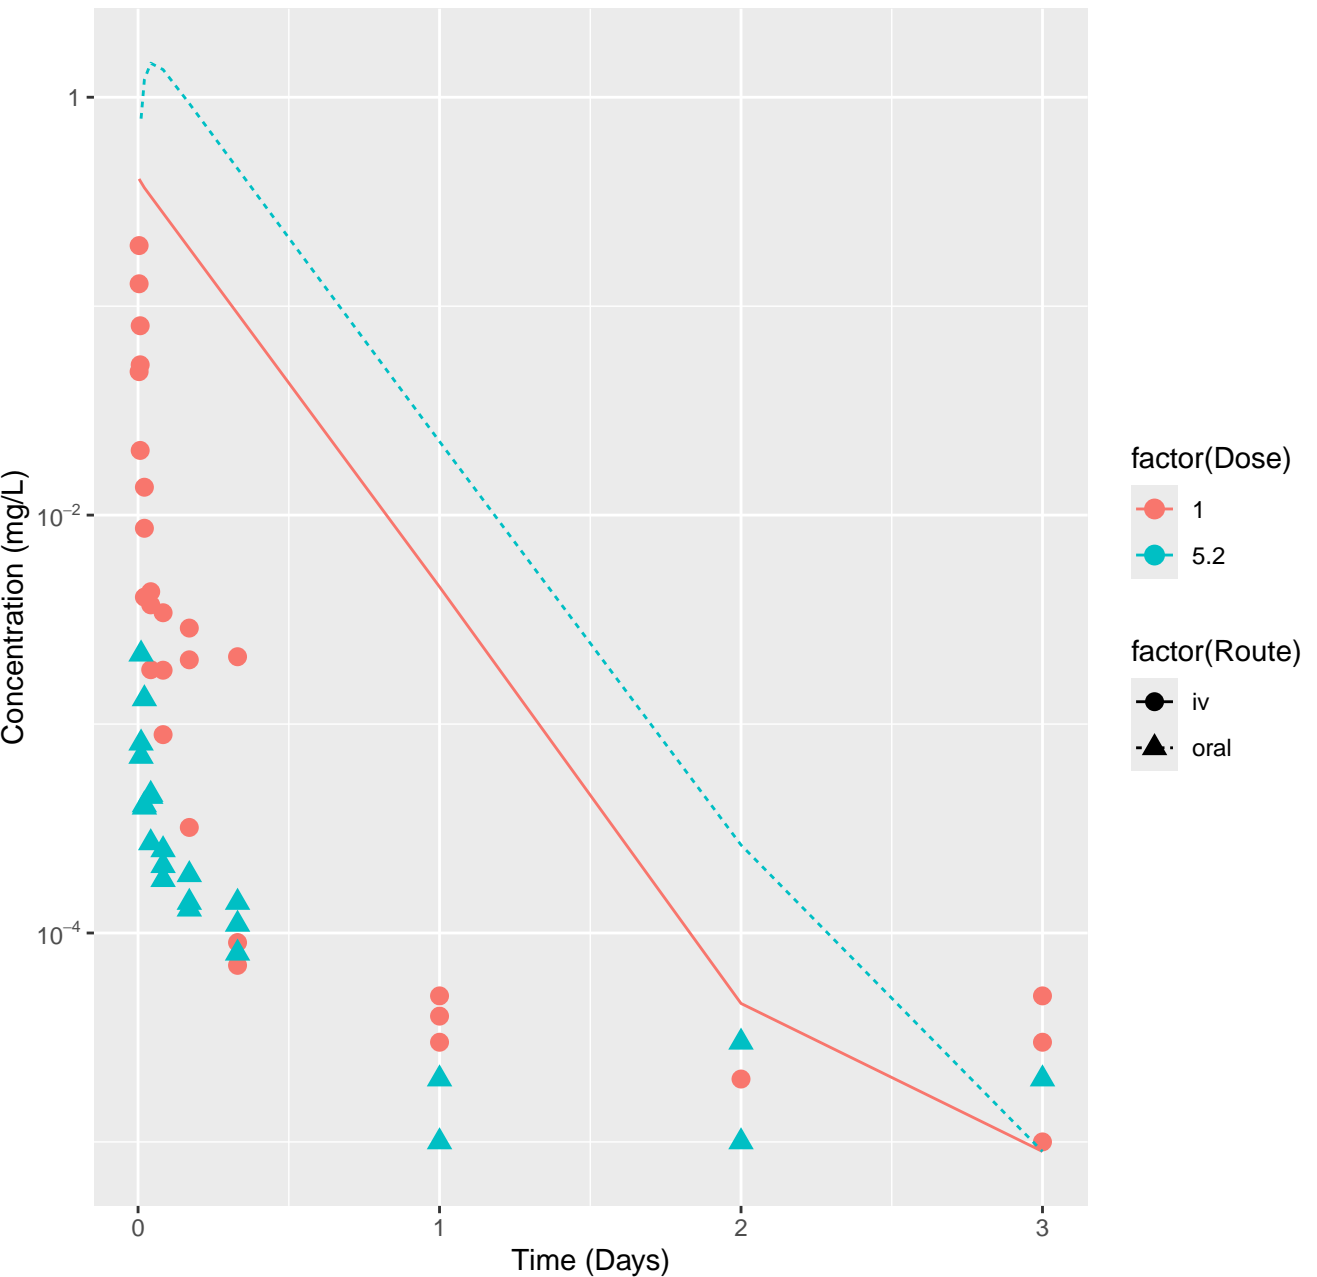 Concentration (mg/L)
1
10⁻²
10⁻⁴
0
1
2
3
Time (Days)
factor(Dose)
1
5.2
factor(Route)
iv
oral